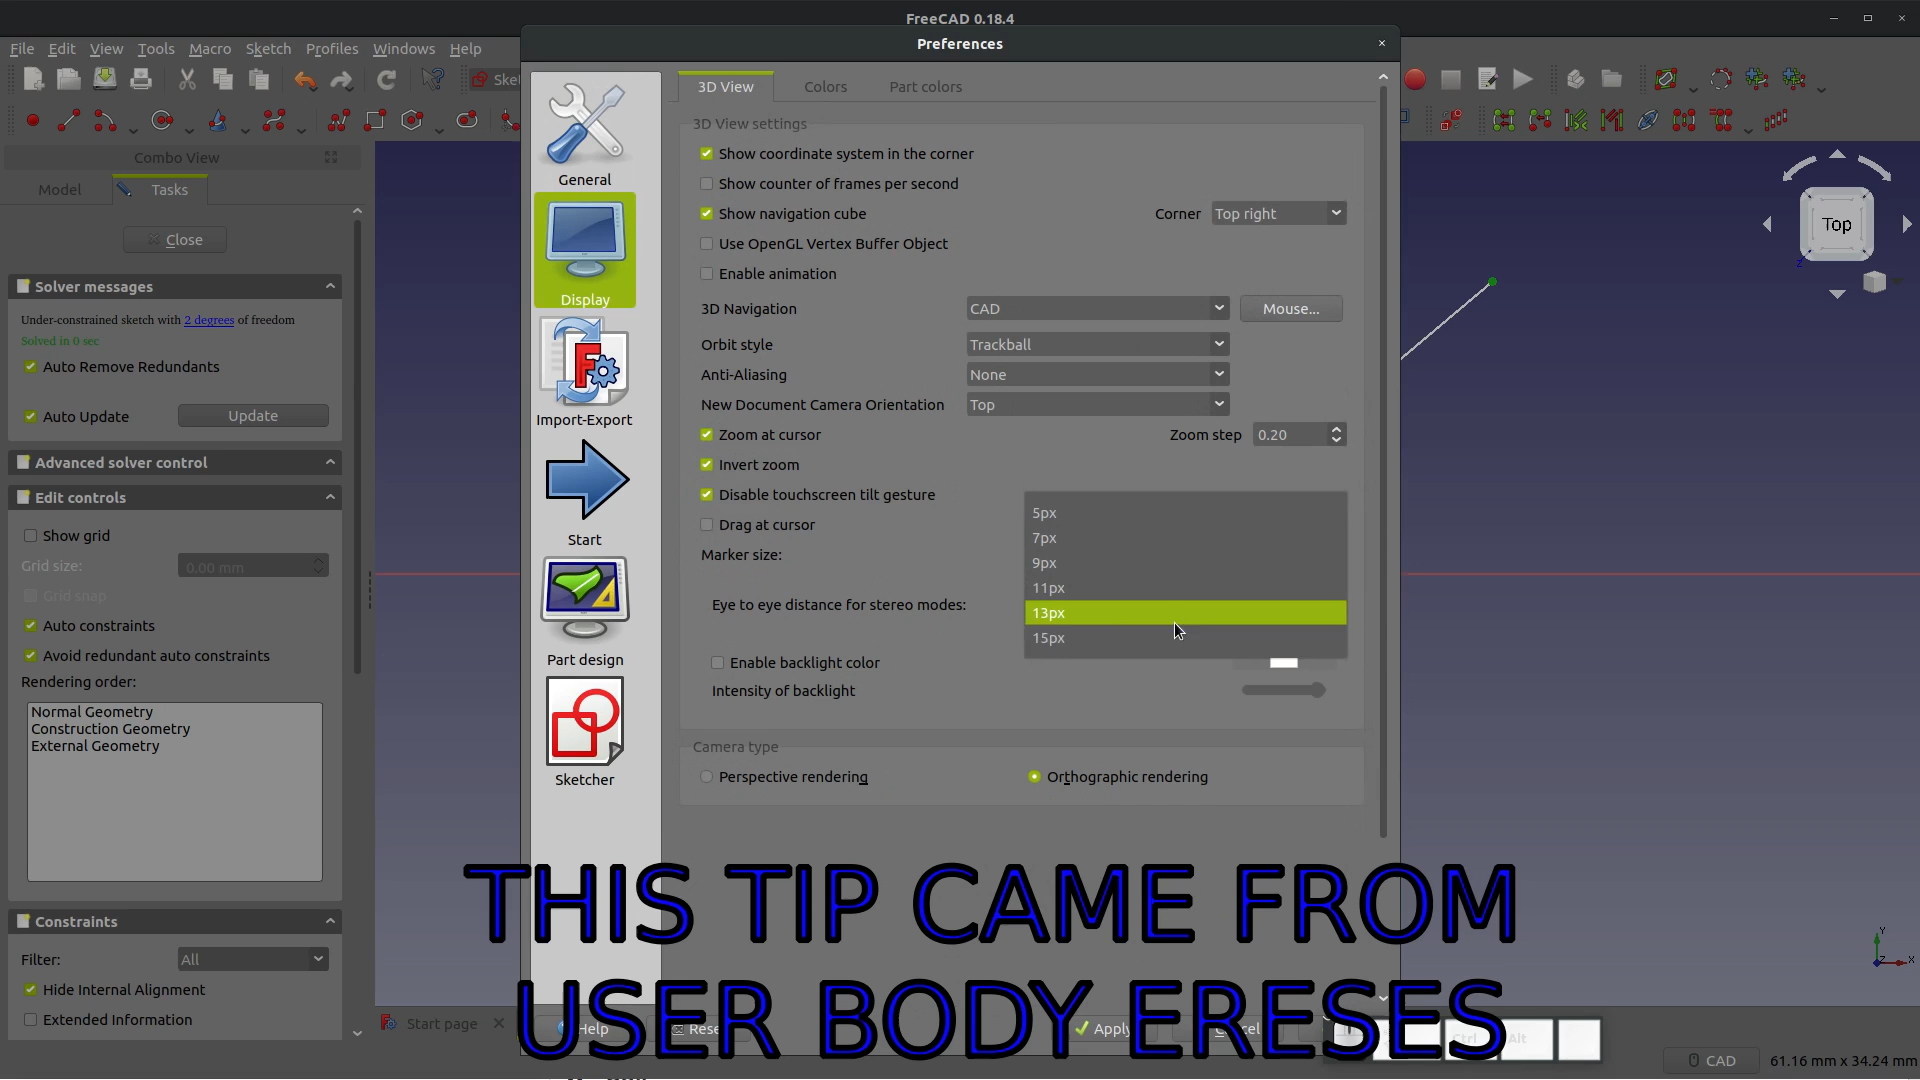 FreeCAD 0.18.4
Preferences
File Edit View Tools Macro Sketch Profiles Windows Help
Combo View
Model
Tasks
Close
Solver messages
Under-constrained sketch with 2 degrees of freedom
Solved in 0 sec
Auto Remove Redundants
Auto Update
Update
Advanced solver control
Edit controls
Show grid
Grid size:
0.00 mm
Grid snap
Auto constraints
Avoid redundant auto constraints
Rendering order:
Normal Geometry
Construction Geometry
External Geometry
Constraints
Filter:
All
Hide Internal Alignment
Extended Information
General
Display
Import-Export
Start
Part design
Sketcher
3D View
Colors
Part colors
3D View settings
Show coordinate system in the corner
Show counter of frames per second
Show navigation cube
Corner
Top right
Use OpenGL Vertex Buffer Object
Enable animation
3D Navigation
CAD
Mouse...
Orbit style
Trackball
Anti-Aliasing
None
New Document Camera Orientation
Top
Zoom at cursor
Zoom step
0.20
Invert zoom
Disable touchscreen tilt gesture
Drag at cursor
Marker size:
5px
7px
9px
11px
13px
15px
Eye to eye distance for stereo modes:
Enable backlight color
Intensity of backlight
Camera type
Perspective rendering
Orthographic rendering
Top
Z
Y
X
THIS TIP CAME FROM
USER BODY ERESES
Start page
Help
Apply
Alt
CAD
61.16 mm x 34.24 mm